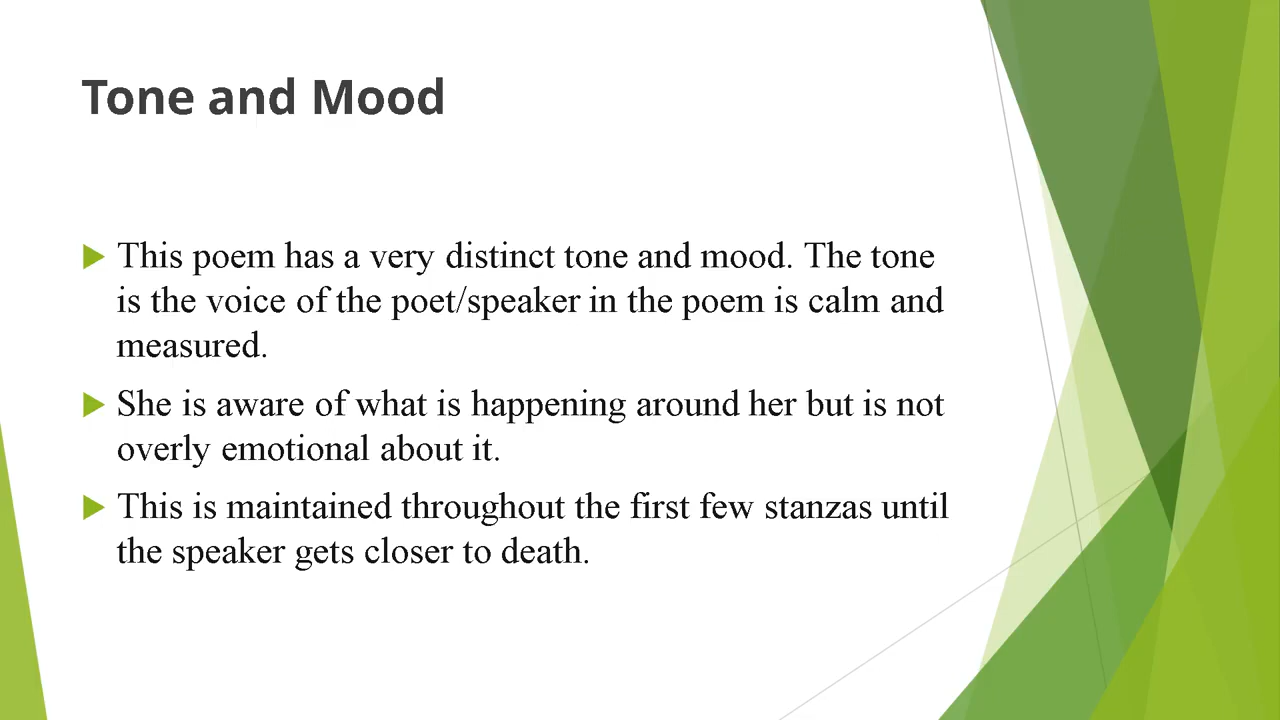 Tone and Mood
This poem has a very distinct tone and mood. The tone
is the voice of the poet/speaker in the poem is calm and
measured.
She is aware of what is happening around her but is not
overly emotional about it.
This is maintained throughout the first few stanzas until
the speaker gets closer to death.